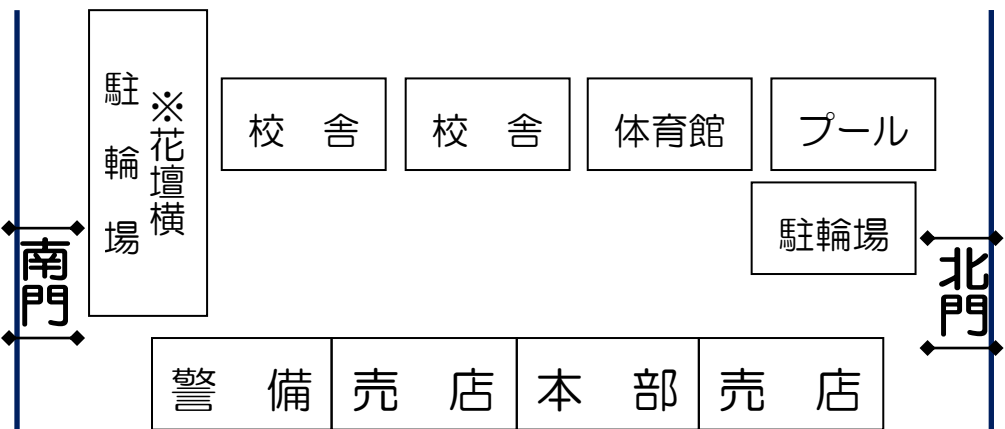 駐輪場
※花壇横
校　舎
校　舎
体育館
プール
駐輪場
南門
北門
警　備
売　店
本　部
売　店